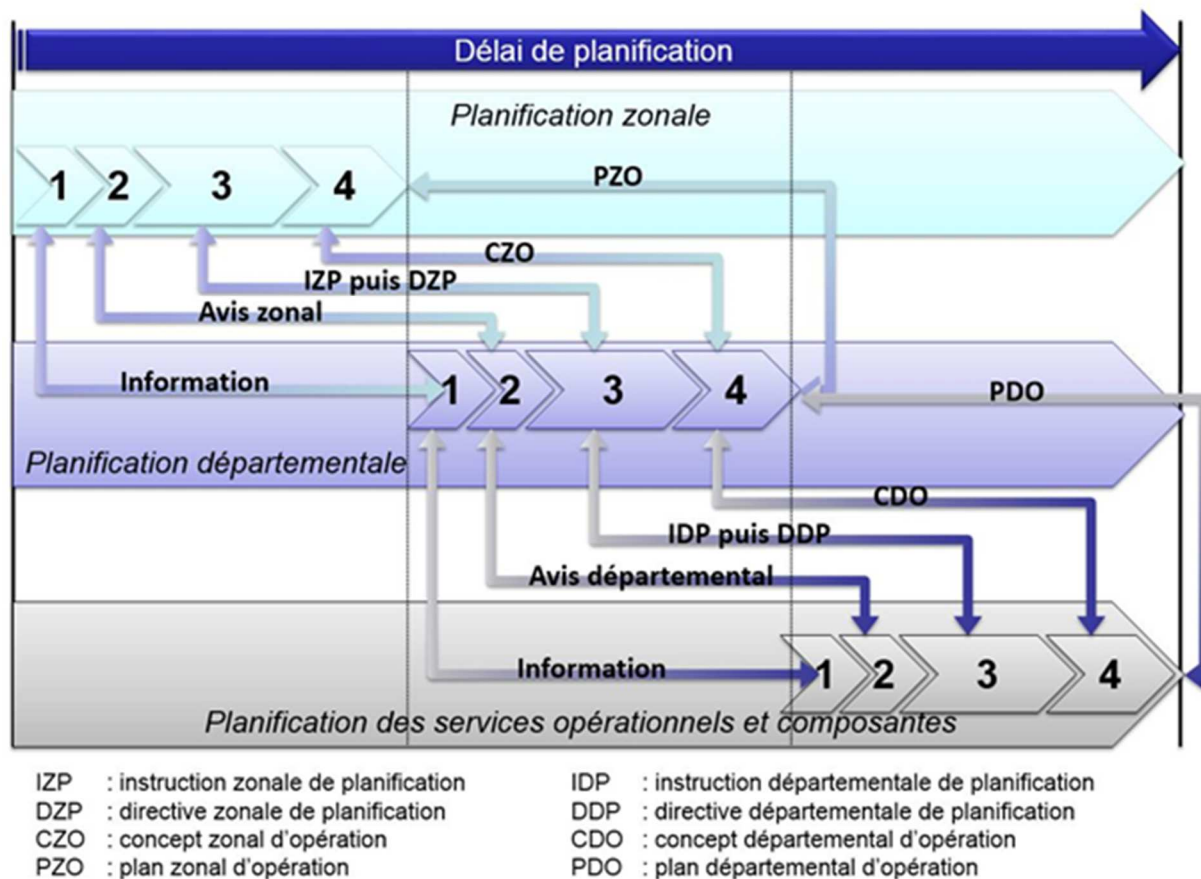 Délai de planification
Planification zonale
1 2 3 4
PZO
CZO
IZP puis DZP
Avis zonal
Information
1 2 3 4
PDO
Planification départementale
CDO
IDP puis DDP
Avis départemental
Information
1 2 3 4
Planification des services opérationnels et composantes
IZP : instruction zonale de planification
DZP : directive zonale de planification
CZO : concept zonal d'opération
PZO : plan zonal d'opération
IDP : instruction départementale de planification
DDP : directive départementale de planification
CDO : concept départemental d'opération
PDO : plan départemental d'opération